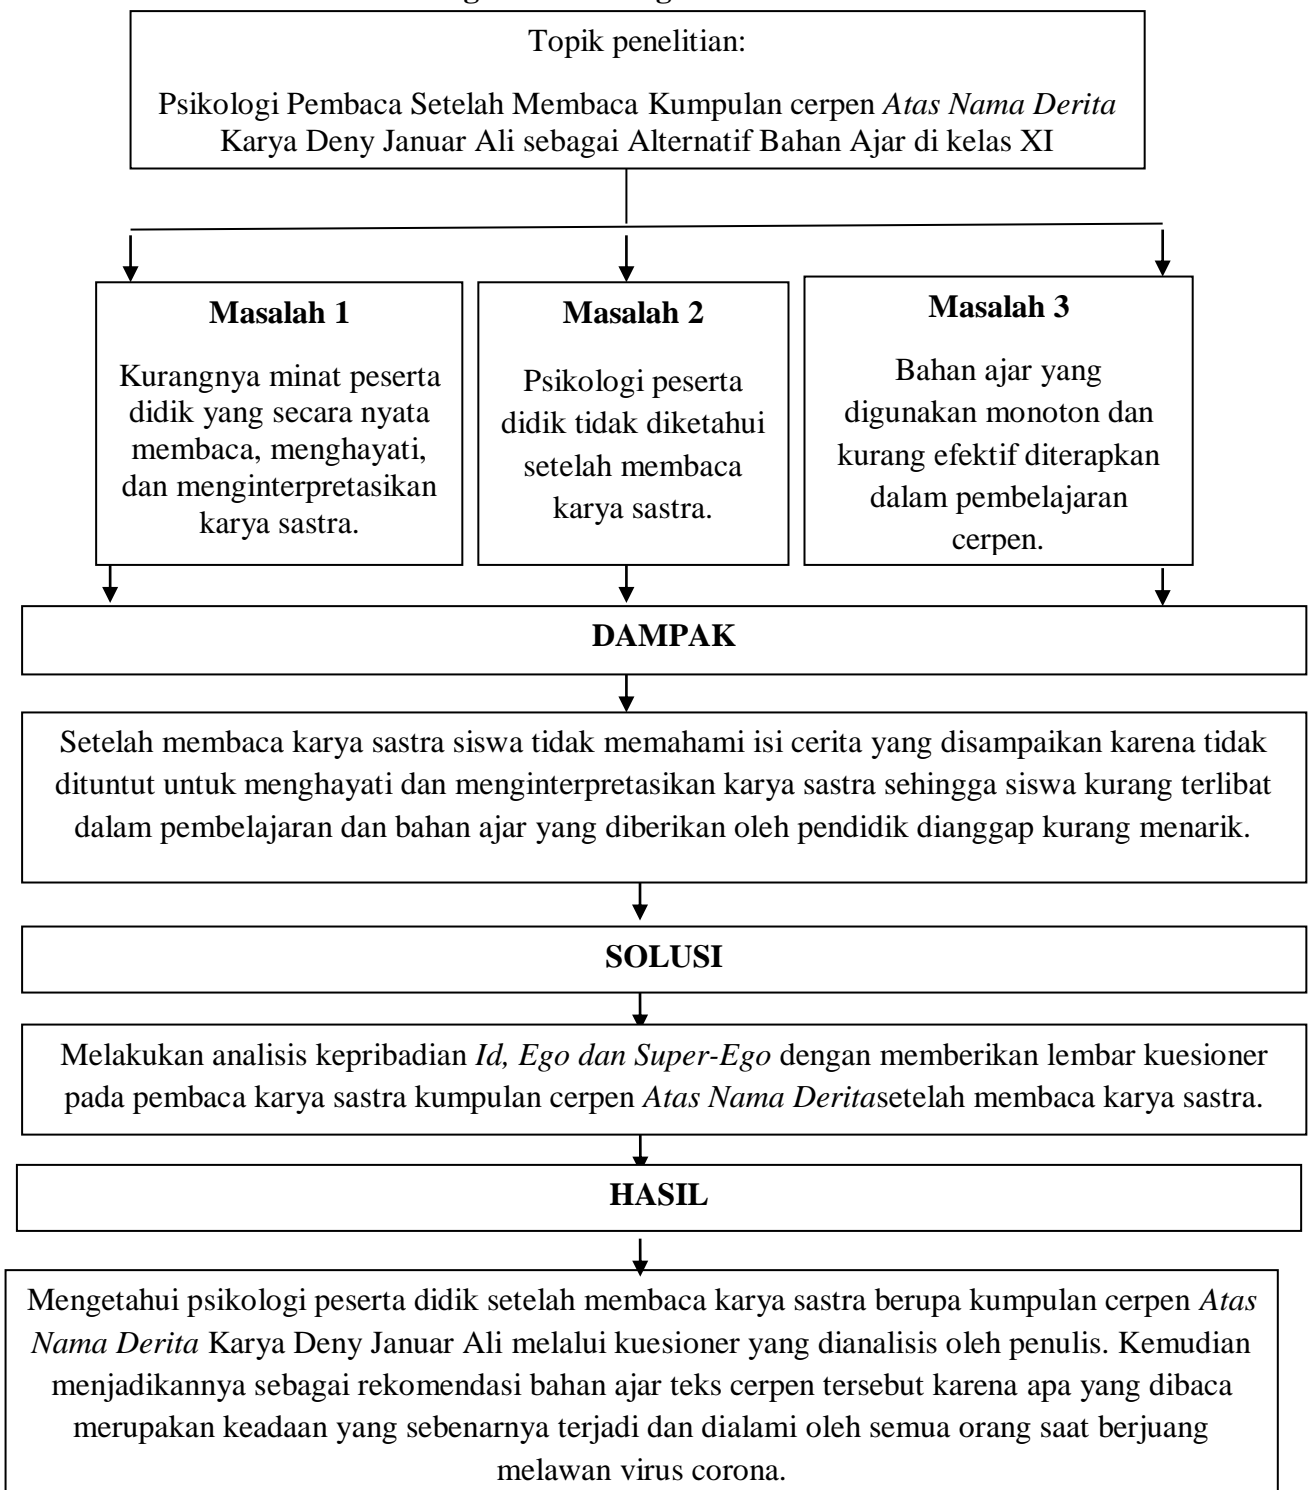 Topik penelitian:
Psikologi Pembaca Setelah Membaca Kumpulan cerpen Atas Nama Derita
Karya Deny Januar Ali sebagai Alternatif Bahan Ajar di kelas XI
Masalah 1
Kurangnya minat peserta
didik yang secara nyata
membaca, menghayati,
dan menginterpretasikan
karya sastra.
Masalah 2
Psikologi peserta
didik tidak diketahui
setelah membaca
karya sastra.
Masalah 3
Bahan ajar yang
digunakan monoton dan
kurang efektif diterapkan
dalam pembelajaran
cerpen.
DAMPAK
Setelah membaca karya sastra siswa tidak memahami isi cerita yang disampaikan karena tidak
dituntut untuk menghayati dan menginterpretasikan karya sastra sehingga siswa kurang terlibat
dalam pembelajaran dan bahan ajar yang diberikan oleh pendidik dianggap kurang menarik.
SOLUSI
Melakukan analisis kepribadian Id, Ego dan Super-Ego dengan memberikan lembar kuesioner
pada pembaca karya sastra kumpulan cerpen Atas Nama Deritasetelah membaca karya sastra.
HASIL
Mengetahui psikologi peserta didik setelah membaca karya sastra berupa kumpulan cerpen Atas
Nama Derita Karya Deny Januar Ali melalui kuesioner yang dianalisis oleh penulis. Kemudian
menjadikannya sebagai rekomendasi bahan ajar teks cerpen tersebut karena apa yang dibaca
merupakan keadaan yang sebenarnya terjadi dan dialami oleh semua orang saat berjuang
melawan virus corona.